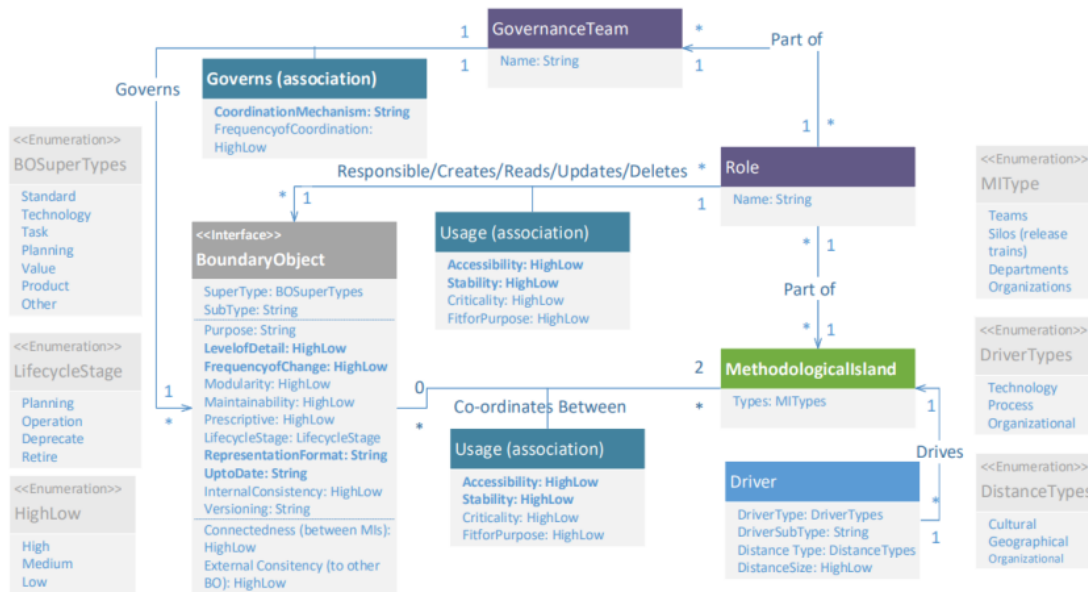 GovernanceTeam
Name: String
1
1
*
1
Part of
1
*
Governs
Governs (association)
CoordinationMechanism: String
FrequencyofCoordination:
HighLow
<<Enumeration>>
BOSuperTypes
Standard
Technology
Task
Planning
Value
Product
Other
Responsible/Creates/Reads/Updates/Deletes
*
1
*
1
Role
Name: String
*
1
Part of
*
1
<<Enumeration>>
MIType
Teams
Silos (release
trains)
Departments
Organizations
<<Interface>>
BoundaryObject
SuperType: BOSuperTypes
SubType: String
Purpose: String
LevelofDetail: HighLow
FrequencyofChange: HighLow
Modularity: HighLow
Maintainability: HighLow
Prescriptive: HighLow
LifecycleStage: LifecycleStage
RepresentationFormat: String
UptoDate: String
InternalConsistency: HighLow
Versioning: String
Connectedness (between MIs):
HighLow
External Consitency (to other
BO): HighLow
Usage (association)
Accessibility: HighLow
Stability: HighLow
Criticality: HighLow
FitforPurpose: HighLow
<<Enumeration>>
LifecycleStage
Planning
Operation
Deprecate
Retire
1
*
0
*
Co-ordinates Between
2
*
MethodologicalIsland
Types: MITypes
1
1
Drives
*
1
<<Enumeration>>
DriverTypes
Technology
Process
Organizational
Usage (association)
Accessibility: HighLow
Stability: HighLow
Criticality: HighLow
FitforPurpose: HighLow
Driver
DriverType: DriverTypes
DriverSubType: String
Distance Type: DistanceTypes
DistanceSize: HighLow
<<Enumeration>>
HighLow
High
Medium
Low
<<Enumeration>>
DistanceTypes
Cultural
Geographical
Organizational